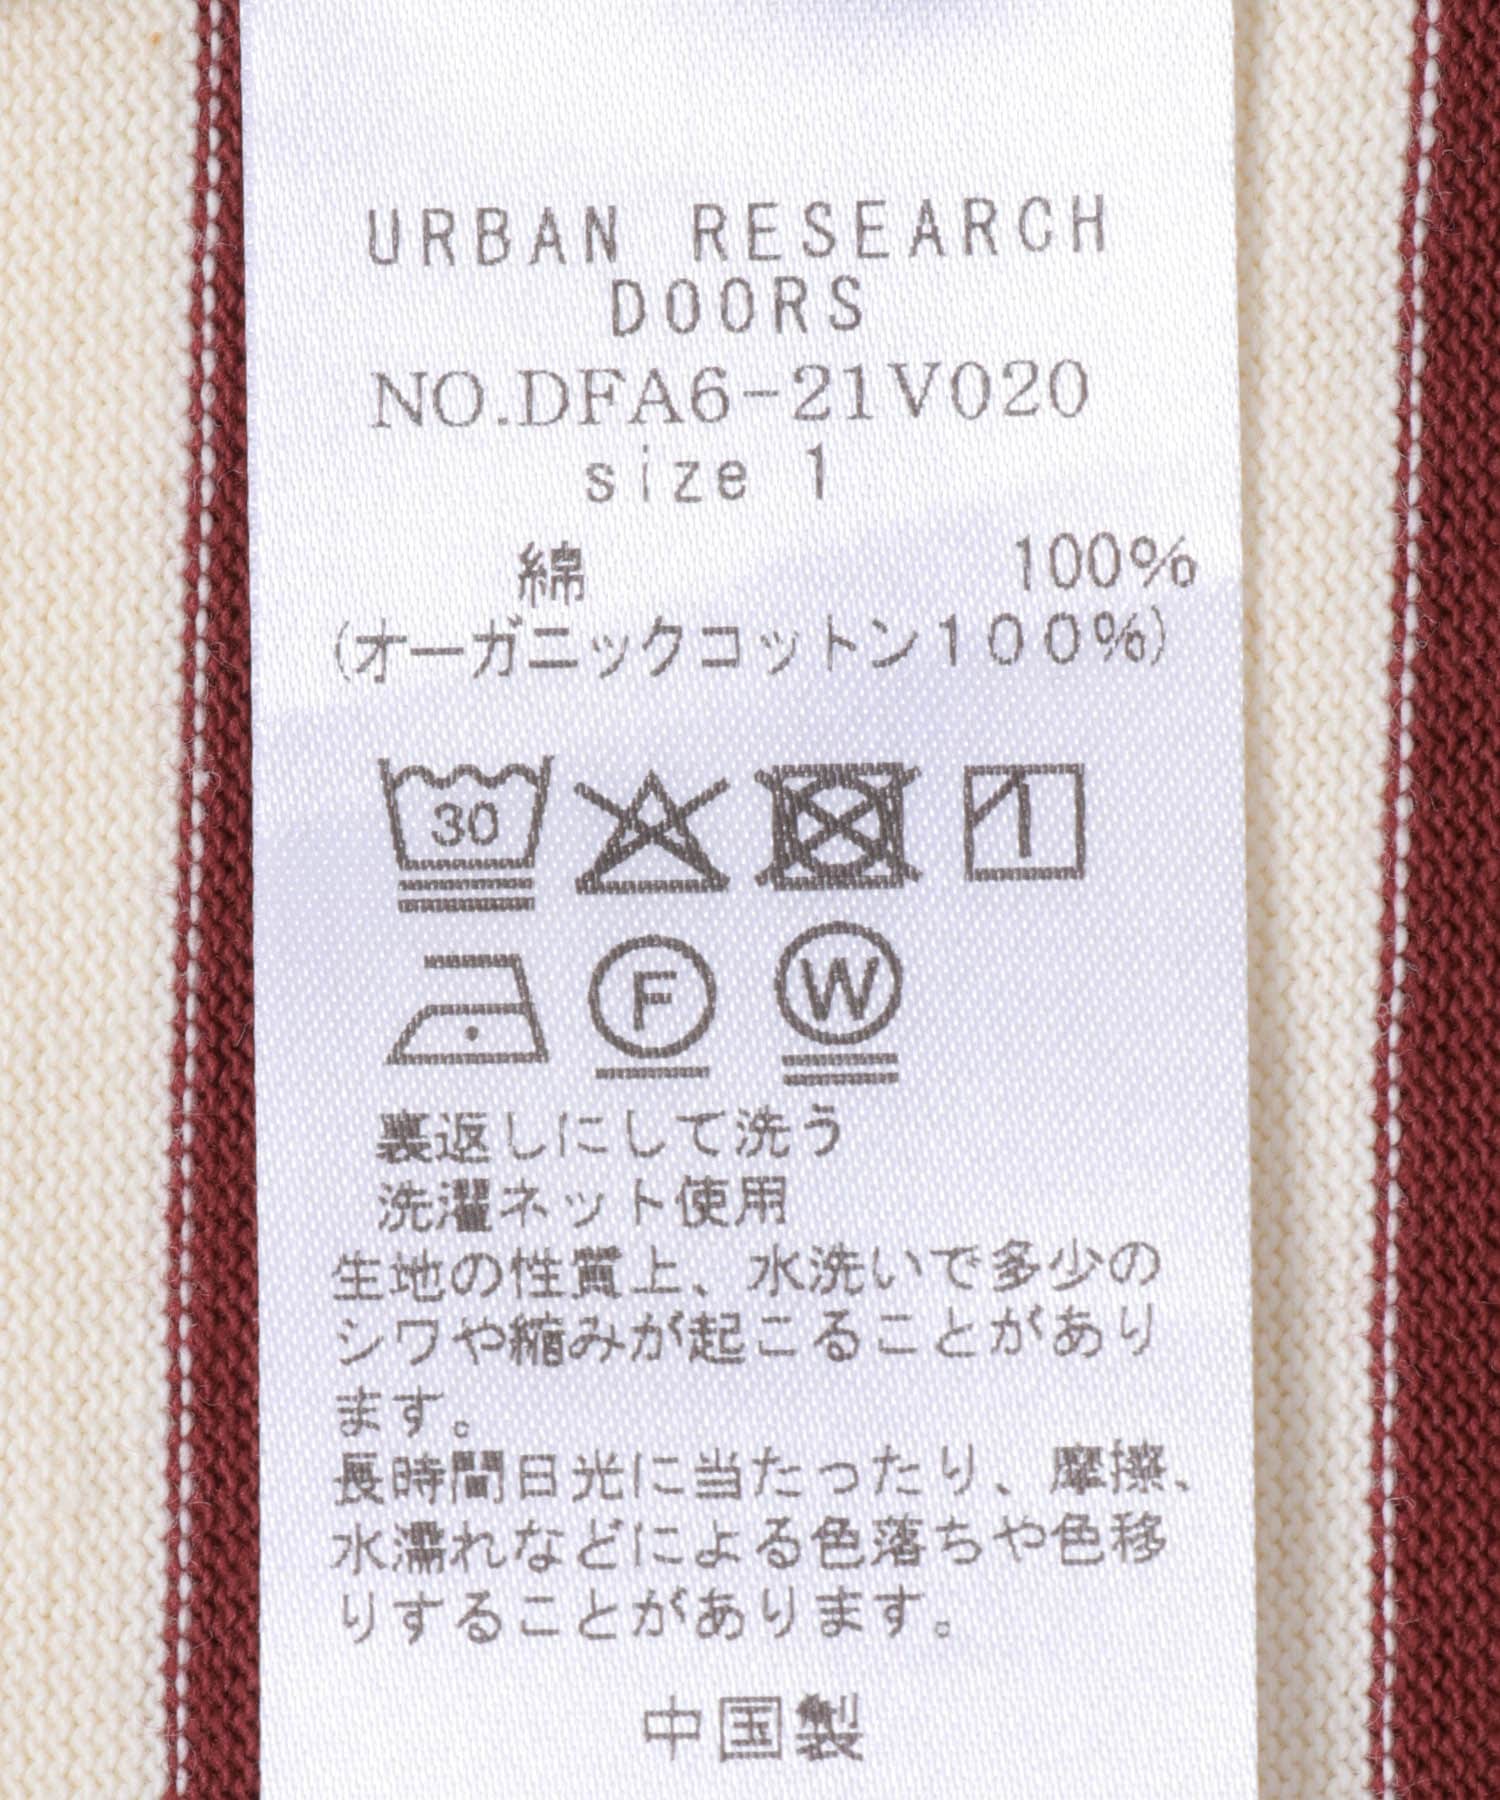 URBAN RESEARCH
DOORS
NO.DFA6-21V020
size 1
綿 100%
(オーガニックコットン100%)
30
F W
裏返しにして洗う
洗濯ネット使用
生地の性質上、水洗いで多少の
シワや縮みが起こることがあり
ます。
長時間日光に当たったり、摩擦、
水濡れなどによる色落ちや色移
りすることがあります。
中国製